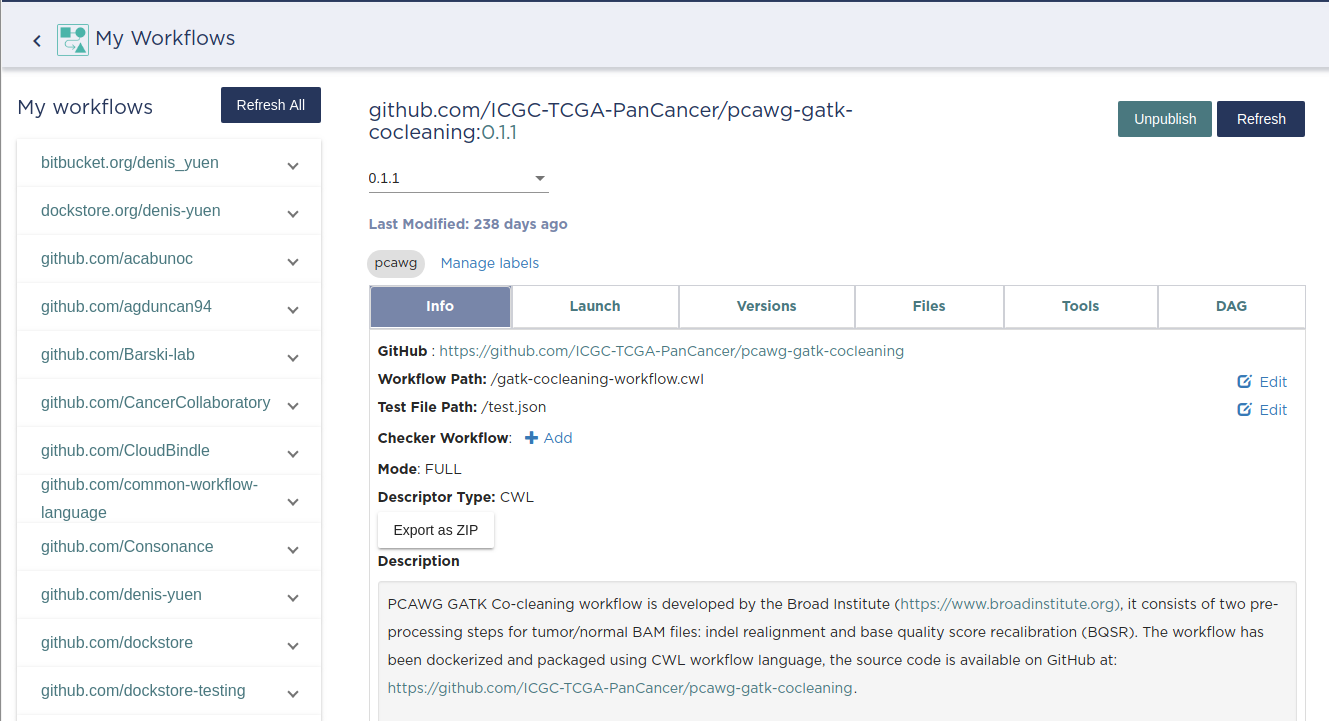 My Workflows
My workflows
Refresh All
bitbucket.org/denis_yuen
dockstore.org/denis-yuen
github.com/acabunoc
github.com/agduncan94
github.com/Barski-lab
github.com/CancerCollaboratory
github.com/CloudBindle
github.com/common-workflow-
language
github.com/Consonance
github.com/denis-yuen
github.com/dockstore
github.com/dockstore-testing
github.com/ICGC-TCGA-PanCancer/pcawg-gatk-
cocleaning:0.1.1
Unpublish
Refresh
0.1.1
Last Modified: 238 days ago
pcawg Manage labels
Info Launch Versions Files Tools DAG
GitHub : https://github.com/ICGC-TCGA-PanCancer/pcawg-gatk-cocleaning
Workflow Path: /gatk-cocleaning-workflow.cwl Edit
Test File Path: /test.json Edit
Checker Workflow: Add
Mode: FULL
Descriptor Type: CWL
Export as ZIP
Description
PCAWG GATK Co-cleaning workflow is developed by the Broad Institute (https://www.broadinstitute.org), it consists of two pre-
processing steps for tumor/normal BAM files: indel realignment and base quality score recalibration (BQSR). The workflow has
been dockerized and packaged using CWL workflow language, the source code is available on GitHub at:
https://github.com/ICGC-TCGA-PanCancer/pcawg-gatk-cocleaning.